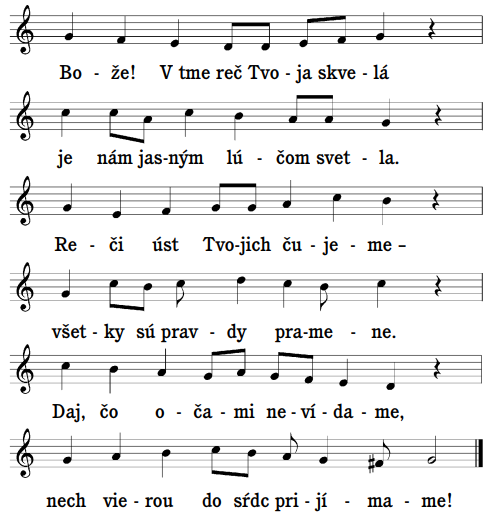 Bo - že! V tme reč Tvo - ja skve - lá
je nám jas-ným lú - čom svet - la.
Re - či úst Tvo-jich ču - je - me –
všet - ky sú prav - dy pra-me - ne.
Daj, čo o - ča - mi ne - ví - da - me,
nech vie - rou do sŕdc pri - jí - ma - me!